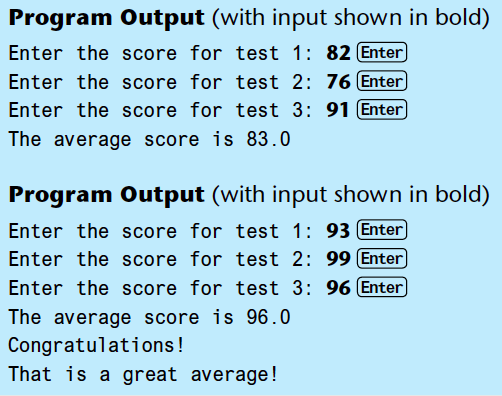 Program Output (with input shown in bold)
Enter the score for test 1: 82 Enter
Enter the score for test 2: 76 Enter
Enter the score for test 3: 91 Enter
The average score is 83.0
Program Output (with input shown in bold)
Enter the score for test 1: 93 Enter
Enter the score for test 2: 99 Enter
Enter the score for test 3: 96 Enter
The average score is 96.0
Congratulations!
That is a great average!